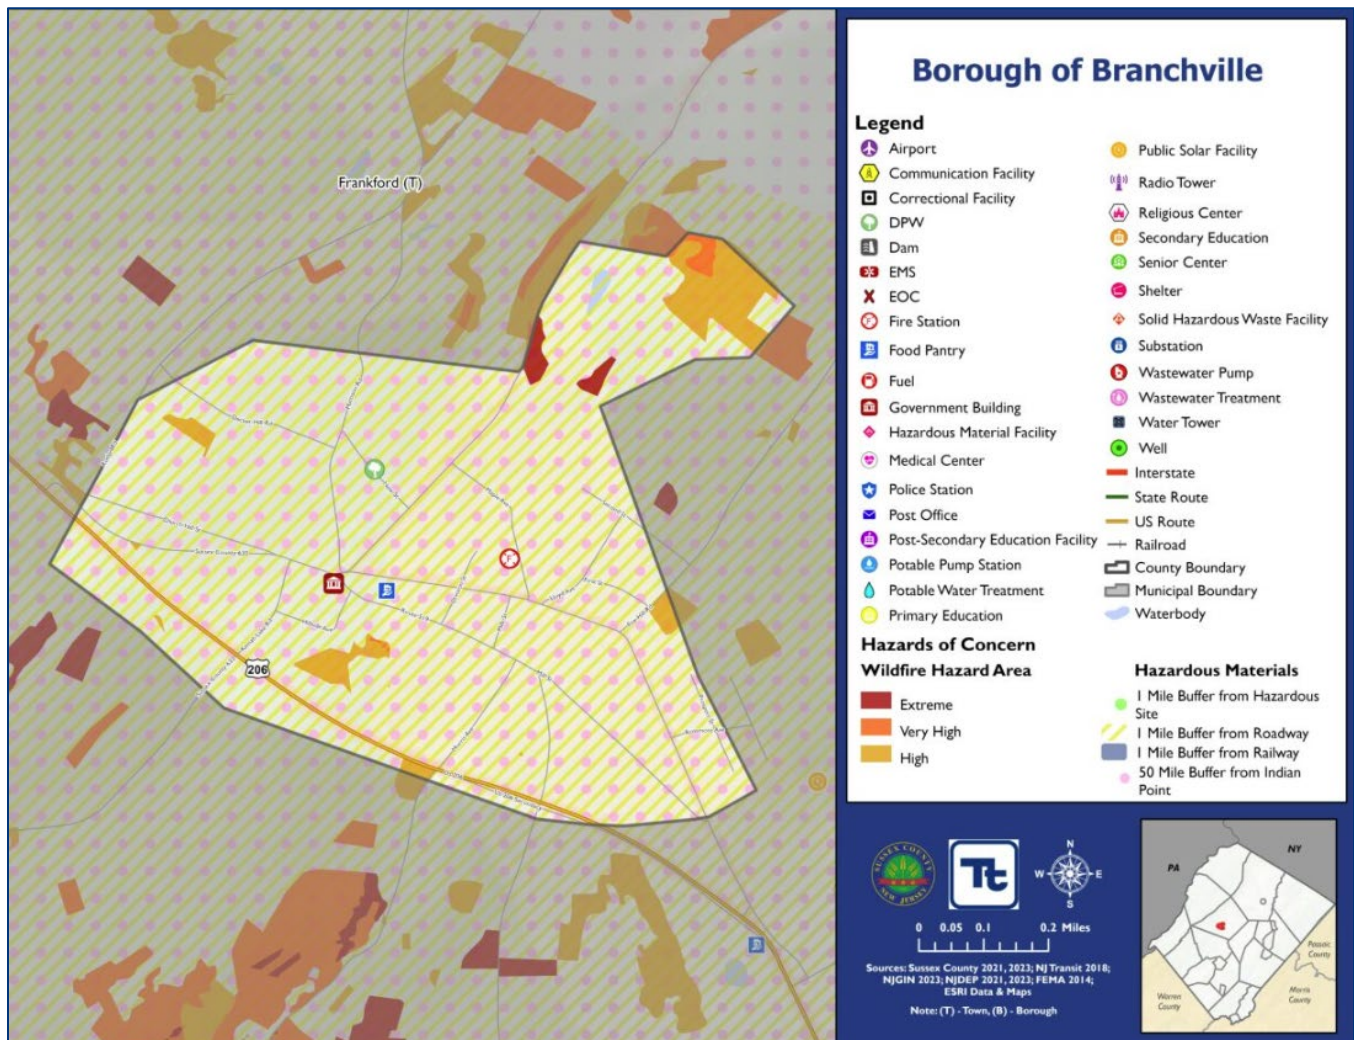 Borough of Branchville
Legend
Airport
Communication Facility
Correctional Facility
DPW
Dam
EMS
EOC
Fire Station
Food Pantry
Fuel
Government Building
Hazardous Material Facility
Medical Center
Police Station
Post Office
Post-Secondary Education Facility
Potable Pump Station
Potable Water Treatment
Primary Education
Public Solar Facility
Radio Tower
Religious Center
Secondary Education
Senior Center
Shelter
Solid Hazardous Waste Facility
Substation
Wastewater Pump
Wastewater Treatment
Water Tower
Well
Interstate
State Route
US Route
Railroad
County Boundary
Municipal Boundary
Waterbody
Hazards of Concern
Wildfire Hazard Area
Extreme
Very High
High
Hazardous Materials
1 Mile Buffer from Hazardous
Site
1 Mile Buffer from Roadway
1 Mile Buffer from Railway
50 Mile Buffer from Indian
Point
Frankford (T)
206
SUSSEX COUNTY
NEW JERSEY
Tt
N
W
E
S
0 0.05 0.1 0.2 Miles
Sources: Sussex County 2021, 2023; NJ Transit 2018;
NJGIN 2023; NJDEP 2021, 2023; FEMA 2014;
ESRI Data & Maps
Note: (T) - Town, (B) - Borough
PA
NY
Passaic
County
Morris
County
Warren
County